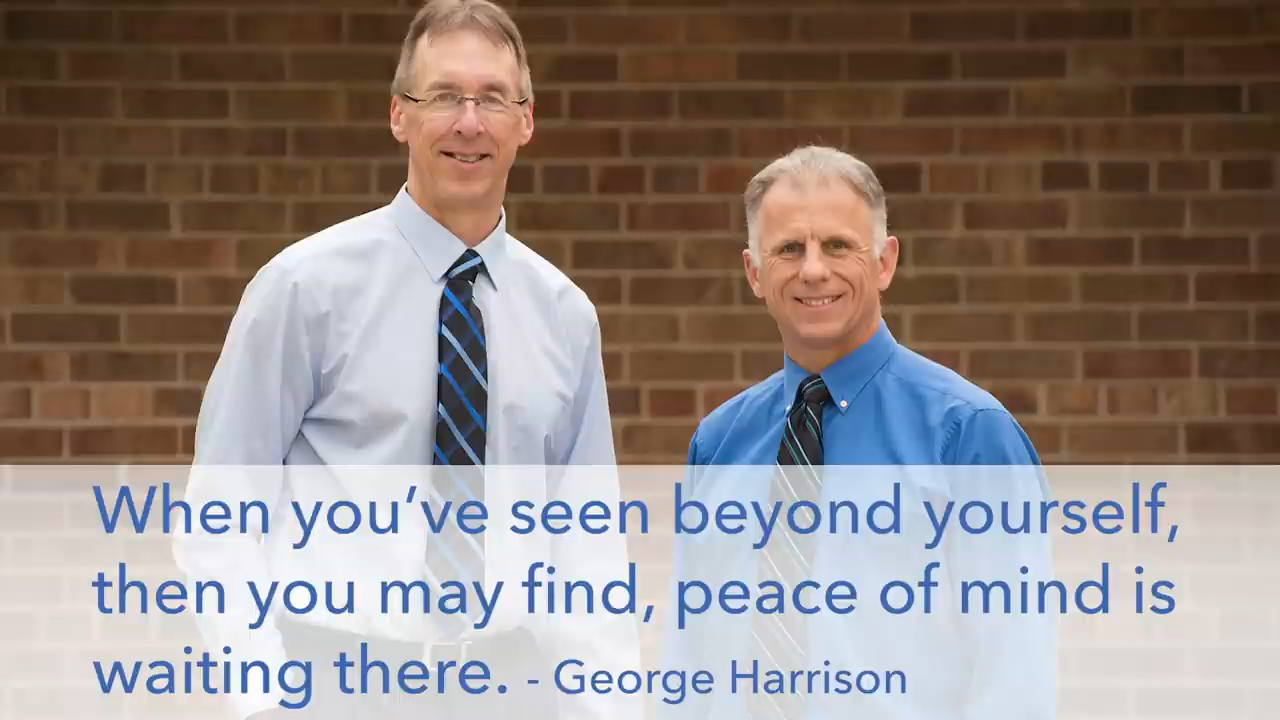 When you’ve seen beyond yourself,
then you may find, peace of mind is
waiting there. - George Harrison